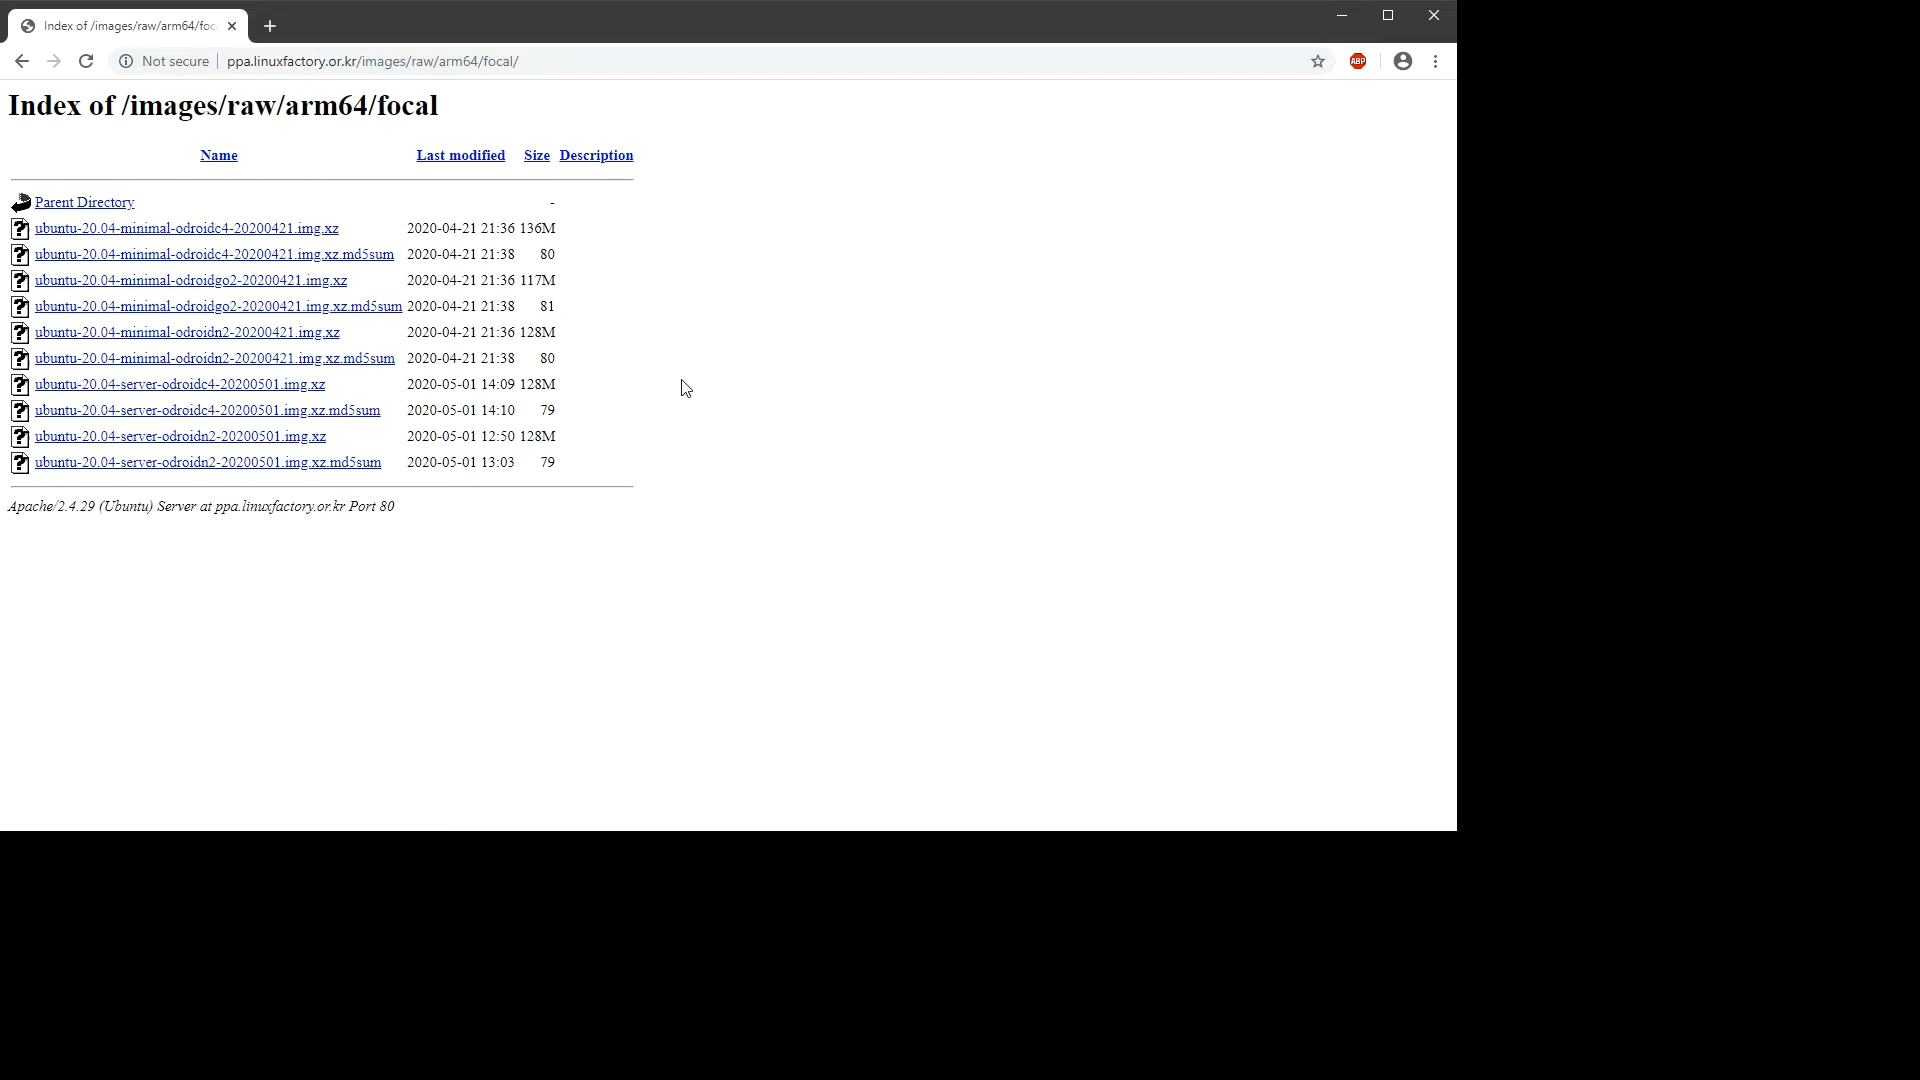 Index of /images/raw/arm64/foc
Not secure ppa.linuxfactory.or.kr/images/raw/arm64/focal/ ABP
Index of /images/raw/arm64/focal
Name Last modified Size Description
Parent Directory -
ubuntu-20.04-minimal-odroidc4-20200421.img.xz 2020-04-21 21:36 136M
ubuntu-20.04-minimal-odroidc4-20200421.img.xz.md5sum 2020-04-21 21:38 80
ubuntu-20.04-minimal-odroidgo2-20200421.img.xz 2020-04-21 21:36 117M
ubuntu-20.04-minimal-odroidgo2-20200421.img.xz.md5sum 2020-04-21 21:38 81
ubuntu-20.04-minimal-odroidn2-20200421.img.xz 2020-04-21 21:36 128M
ubuntu-20.04-minimal-odroidn2-20200421.img.xz.md5sum 2020-04-21 21:38 80
ubuntu-20.04-server-odroidc4-20200501.img.xz 2020-05-01 14:09 128M
ubuntu-20.04-server-odroidc4-20200501.img.xz.md5sum 2020-05-01 14:10 79
ubuntu-20.04-server-odroidn2-20200501.img.xz 2020-05-01 12:50 128M
ubuntu-20.04-server-odroidn2-20200501.img.xz.md5sum 2020-05-01 13:03 79
Apache/2.4.29 (Ubuntu) Server at ppa.linuxfactory.or.kr Port 80